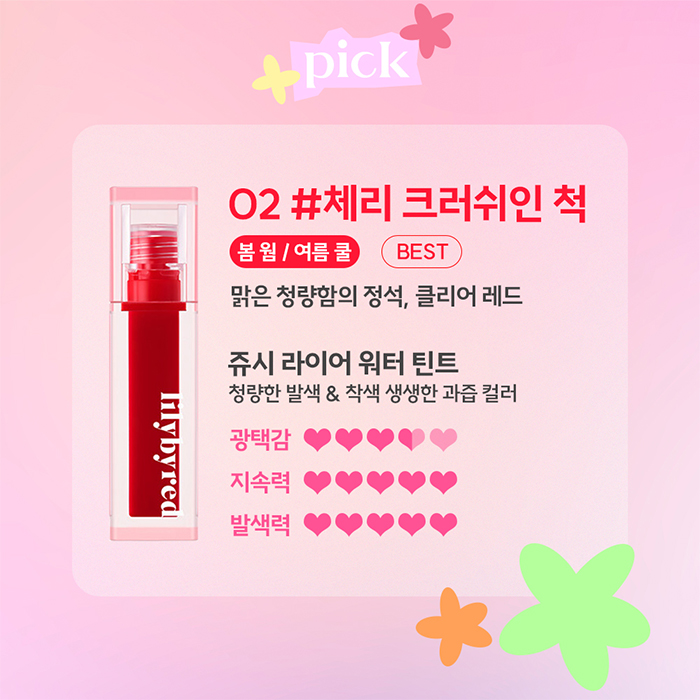 pick
02 #체리 크러쉬인 척
봄 웜 / 여름 쿨 BEST
맑은 청량함의 정석, 클리어 레드
쥬시 라이어 워터 틴트
청량한 발색 & 착색 생생한 과즙 컬러
광택감
지속력
발색력
lilybyred